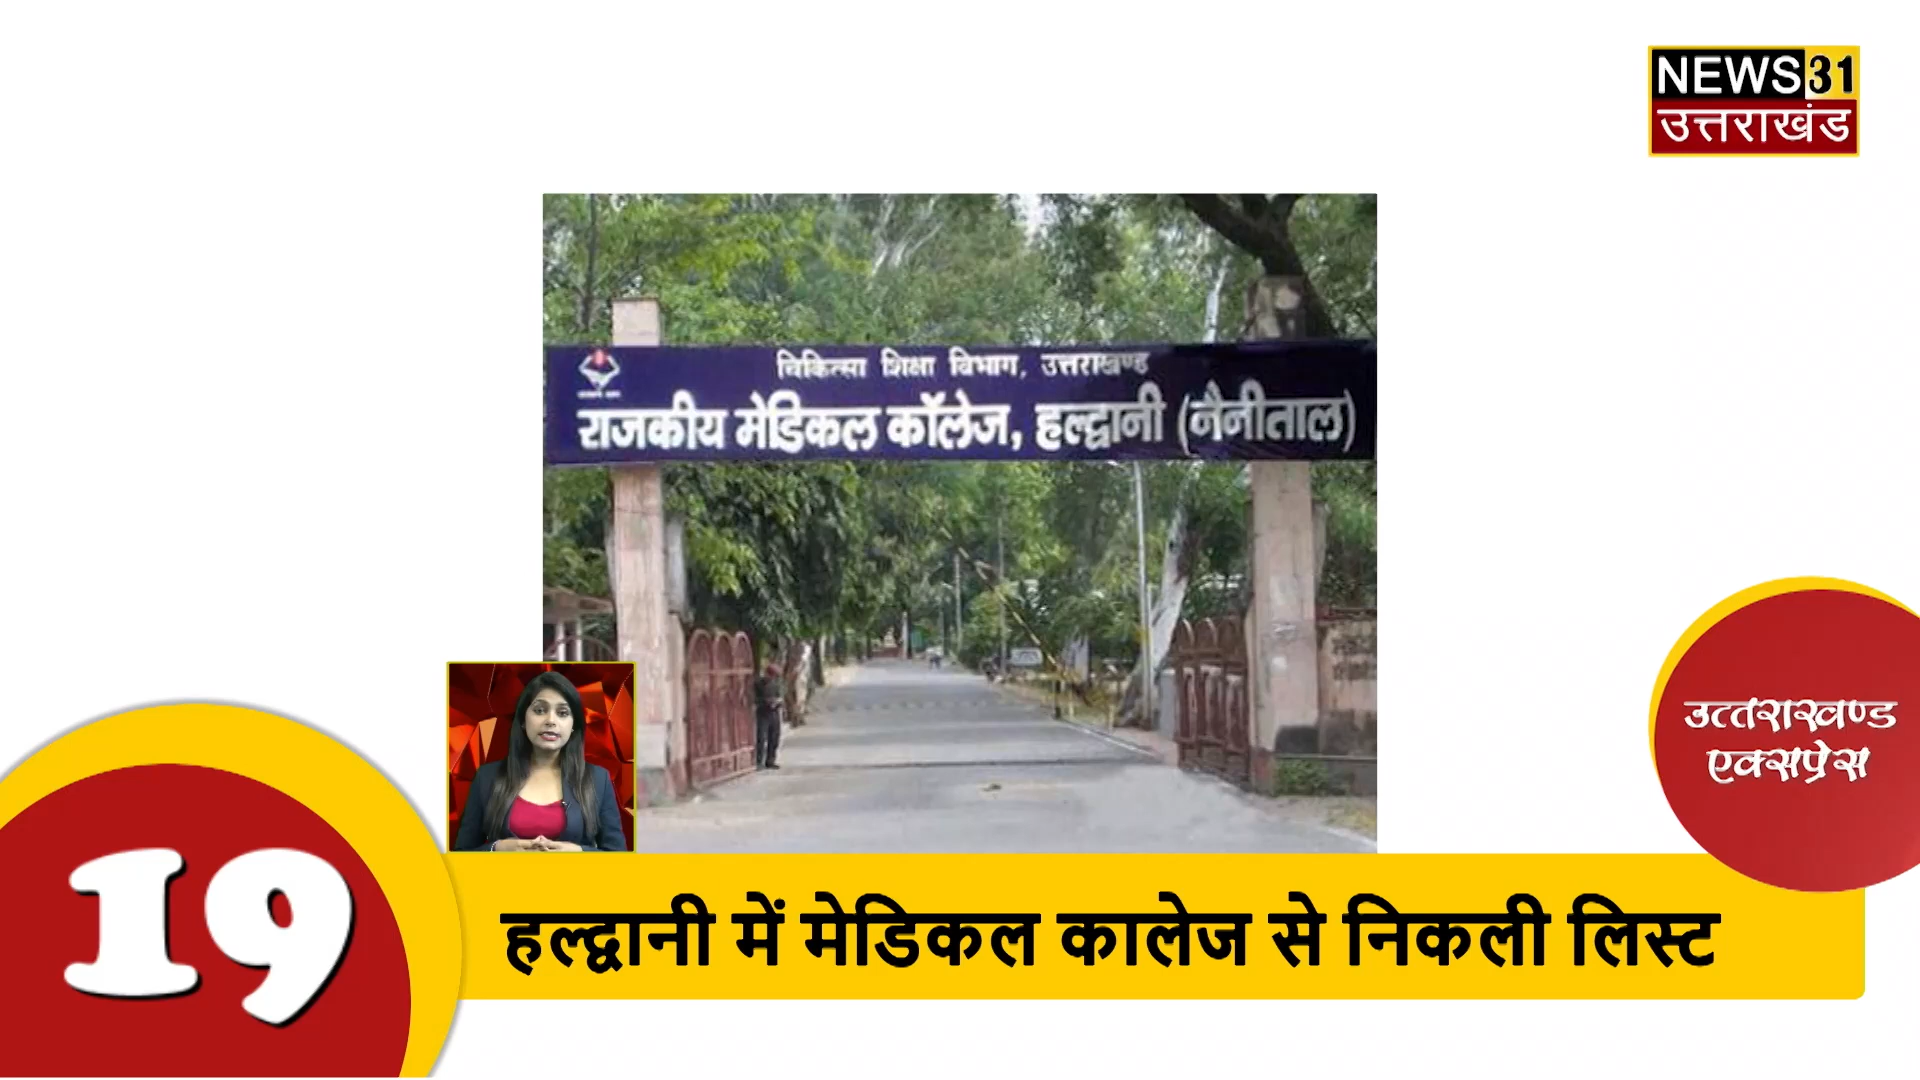 NEWS31
उत्तराखंड
चिकित्सा शिक्षा विभाग, उत्तराखण्ड
राजकीय मेडिकल कॉलेज, हल्द्वानी (नैनीताल)
उत्तराखण्ड
एक्सप्रेस
19
हल्द्वानी में मेडिकल कालेज से निकली लिस्ट